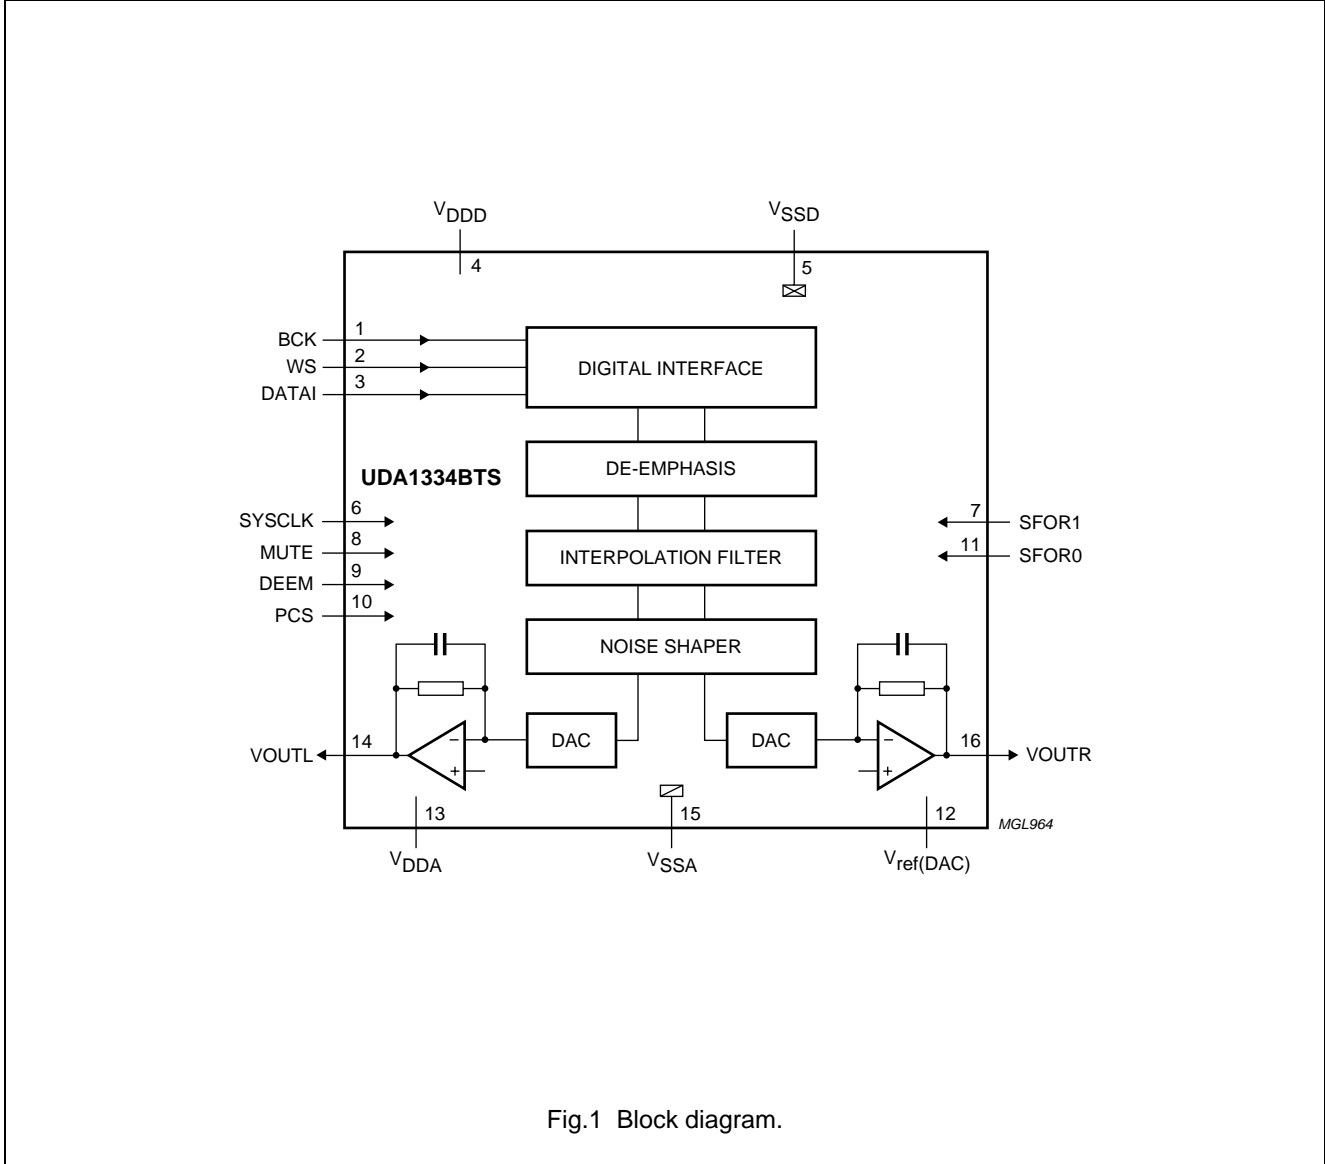 VDDD
VSSD
4
5
BCK
1
WS
2
DATAI
3
DIGITAL INTERFACE
DE-EMPHASIS
UDA1334BTS
SYSCLK
6
MUTE
8
DEEM
9
PCS
10
7
SFOR1
11
SFOR0
INTERPOLATION FILTER
NOISE SHAPER
VOUTL
14
−
+
DAC
DAC
−
+
16
VOUTR
13
15
12
MGL964
VDDA
VSSA
Vref(DAC)
Fig.1 Block diagram.